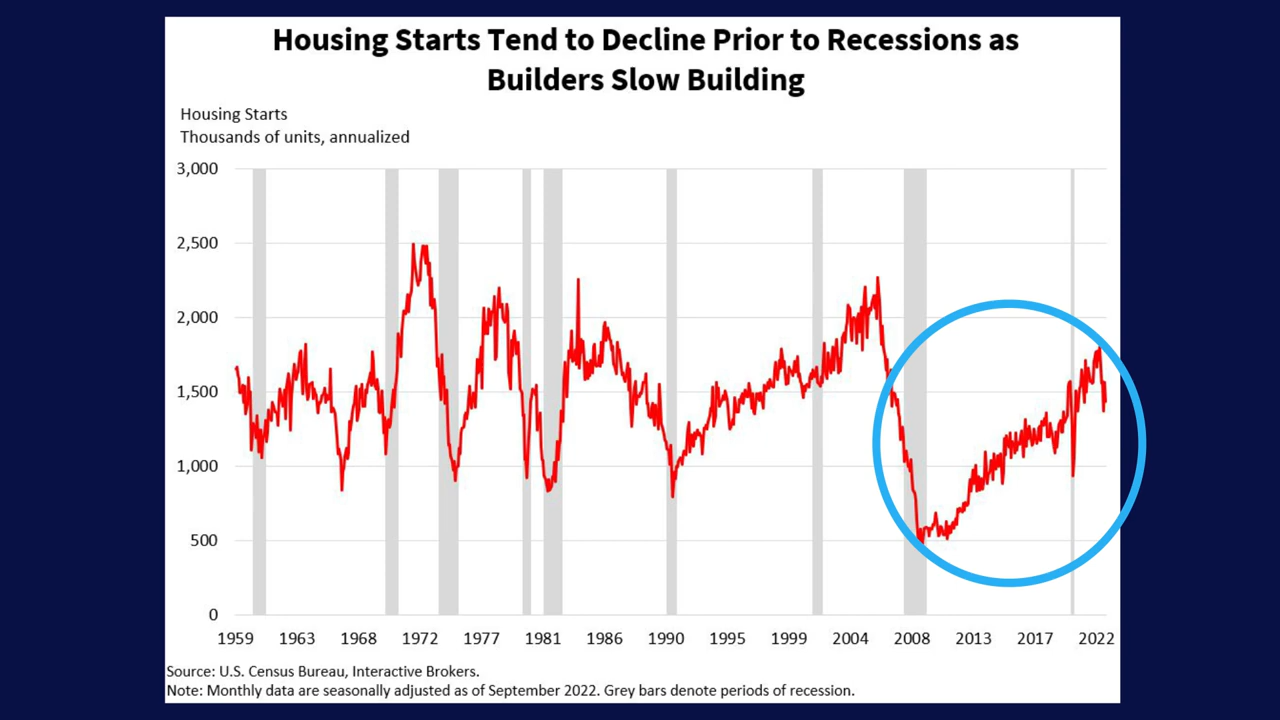 Housing Starts Tend to Decline Prior to Recessions as
Builders Slow Building
Housing Starts
Thousands of units, annualized
3,000
2,500
2,000
1,500
1,000
500
0
1959 1963 1968 1972 1977 1981 1986 1990 1995 1999 2004 2008 2013 2017 2022
Source: U.S. Census Bureau, Interactive Brokers.
Note: Monthly data are seasonally adjusted as of September 2022. Grey bars denote periods of recession.